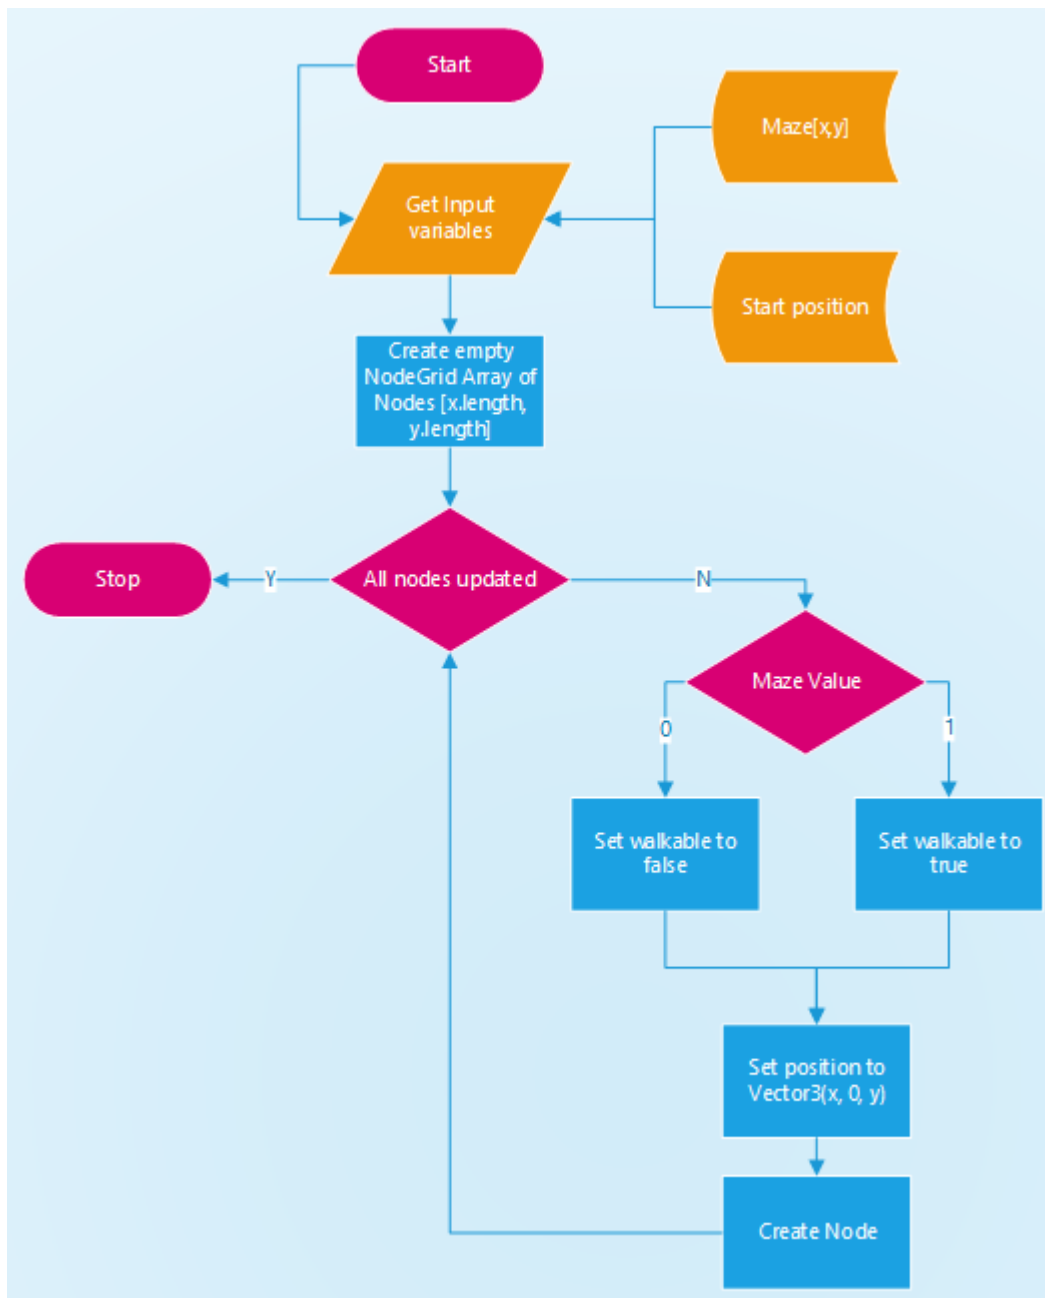 Start
Maze[x,y]
Get Input
variables
Start position
Create empty
NodeGrid Array of
Nodes [x.length,
y.length]
Stop
Y
All nodes updated
N
Maze Value
0
1
Set walkable to
false
Set walkable to
true
Set position to
Vector3(x, 0, y)
Create Node